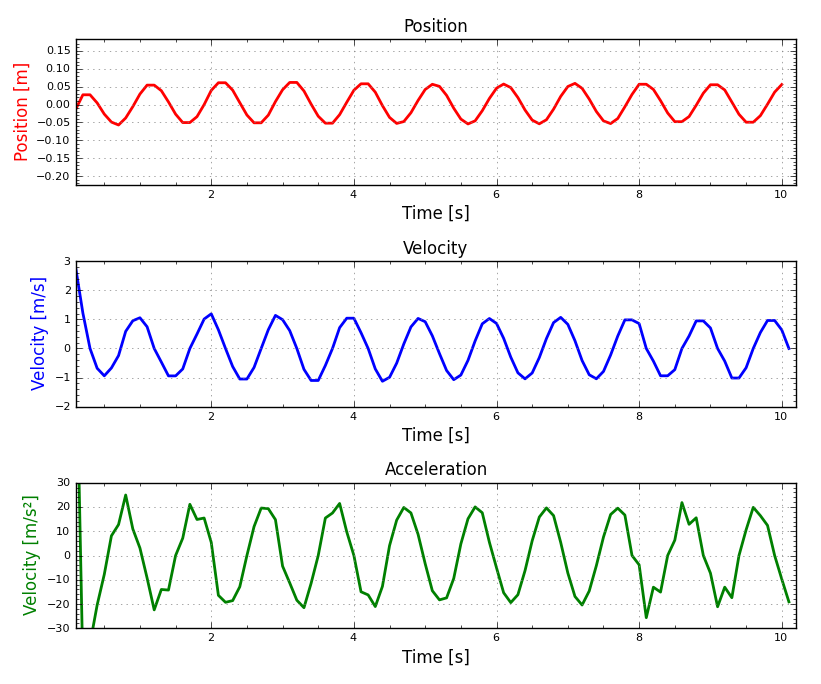 Position
Position [m]
0.15
0.10
0.05
0.00
−0.05
−0.10
−0.15
−0.20
2 4 6 8 10
Time [s]
Velocity
Velocity [m/s]
3
2
1
0
−1
−2
2 4 6 8 10
Time [s]
Acceleration
Velocity [m/s²]
30
20
10
0
−10
−20
−30
2 4 6 8 10
Time [s]